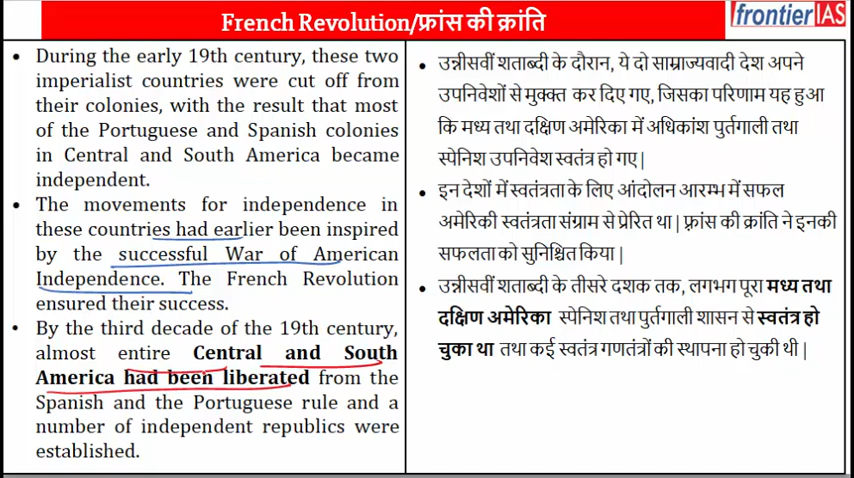 French Revolution/फ्रांस की क्रांति
frontier IAS
• During the early 19th century, these two
imperialist countries were cut off from
their colonies, with the result that most
of the Portuguese and Spanish colonies
in Central and South America became
independent.
• The movements for independence in
these countries had earlier been inspired
by the successful War of American
Independence. The French Revolution
ensured their success.
• By the third decade of the 19th century,
almost entire Central and South
America had been liberated from the
Spanish and the Portuguese rule and a
number of independent republics were
established.
• उन्नीसवीं शताब्दी के दौरान, ये दो साम्राज्यवादी देश अपने
उपनिवेशों से मुक्त कर दिए गए, जिसका परिणाम यह हुआ
कि मध्य तथा दक्षिण अमेरिका में अधिकांश पुर्तगाली तथा
स्पेनिश उपनिवेश स्वतंत्र हो गए |
• इन देशों में स्वतंत्रता के लिए आंदोलन आरम्भ में सफल
अमेरिकी स्वतंत्रता संग्राम से प्रेरित था | फ़्रांस की क्रांति ने इनकी
सफलता को सुनिश्चित किया |
• उन्नीसवीं शताब्दी के तीसरे दशक तक, लगभग पूरा मध्य तथा
दक्षिण अमेरिका स्पेनिश तथा पुर्तगाली शासन से स्वतंत्र हो
चुका था तथा कई स्वतंत्र गणतंत्रों की स्थापना हो चुकी थी |